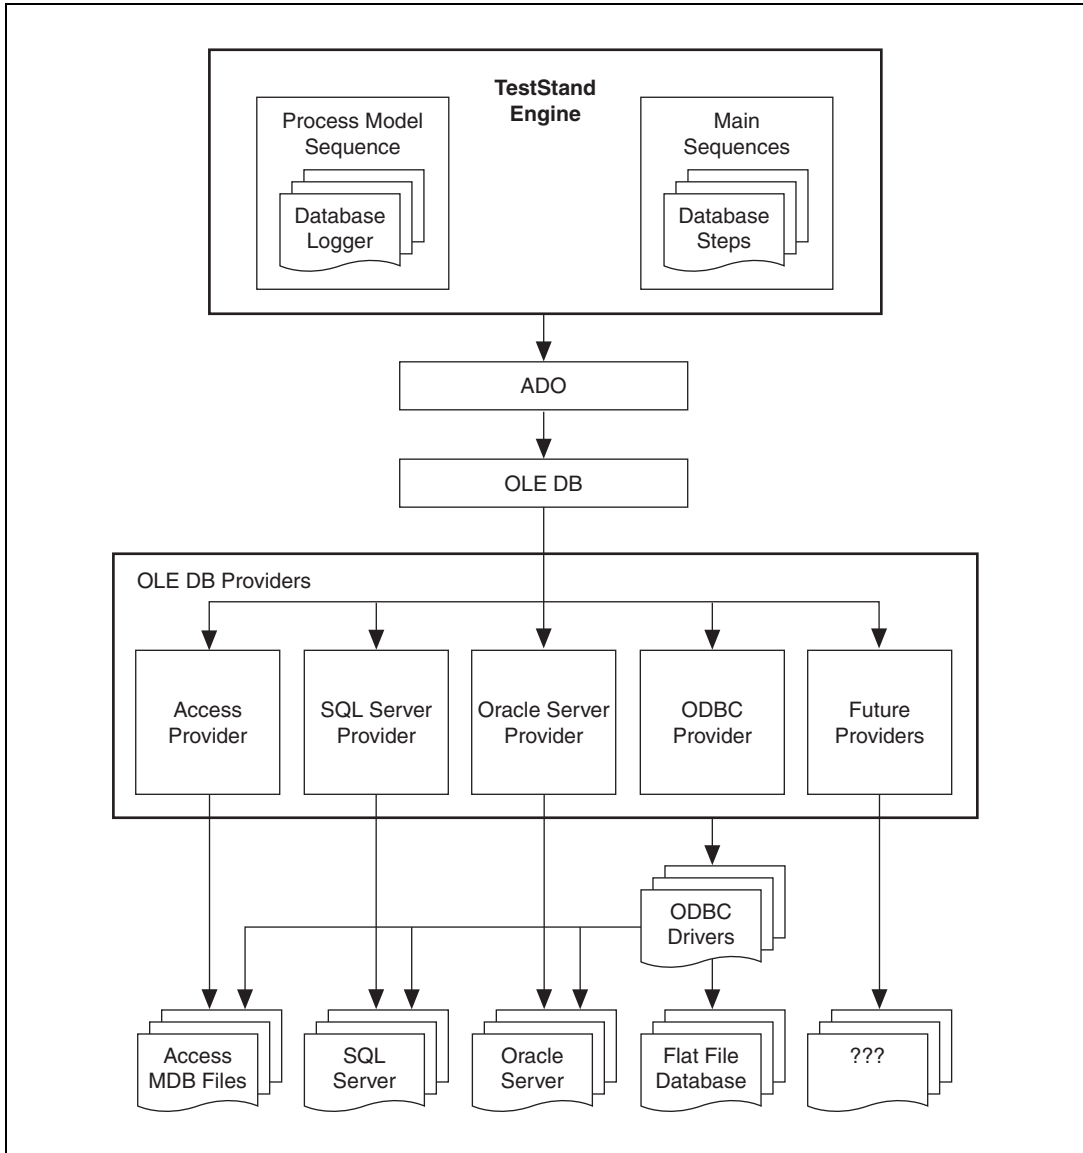 TestStand
Engine
Process Model
Sequence
Database
Logger
Main
Sequences
Database
Steps
ADO
OLE DB
OLE DB Providers
Access
Provider
SQL Server
Provider
Oracle Server
Provider
ODBC
Provider
Future
Providers
ODBC
Drivers
Access
MDB Files
SQL
Server
Oracle
Server
Flat File
Database
???